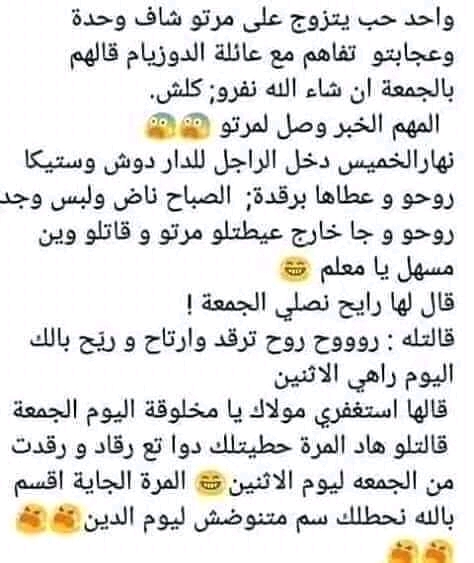 واحد حب يتزوج على مرتو شاف وحدة
وعجابتو تفاهم مع عائلة الدوزيام قالهم
بالجمعة ان شاء الله نفرو; كلش.
المهم الخبر وصل لمرتو 😱😱
نهارالخميس دخل الراجل للدار دوش وستيكا
روحو و عطاها برقدة; الصباح ناض ولبس وجد
روحو و جا خارج عيطتلو مرتو و قاتلو وين
مسهل يا معلم 😂
قال لها رايح نصلي الجمعة !
قالتله : روووح روح ترقد وارتاح و ريّح بالك
اليوم راهي الاثنين
قالها استغفري مولاك يا مخلوقة اليوم الجمعة
قالتلو هاد المرة حطيتلك دوا تع رقاد و رقدت
من الجمعه ليوم الاثنين😂 المرة الجاية اقسم
بالله نحطلك سم متنوضش ليوم الدين😫😫
😫😫